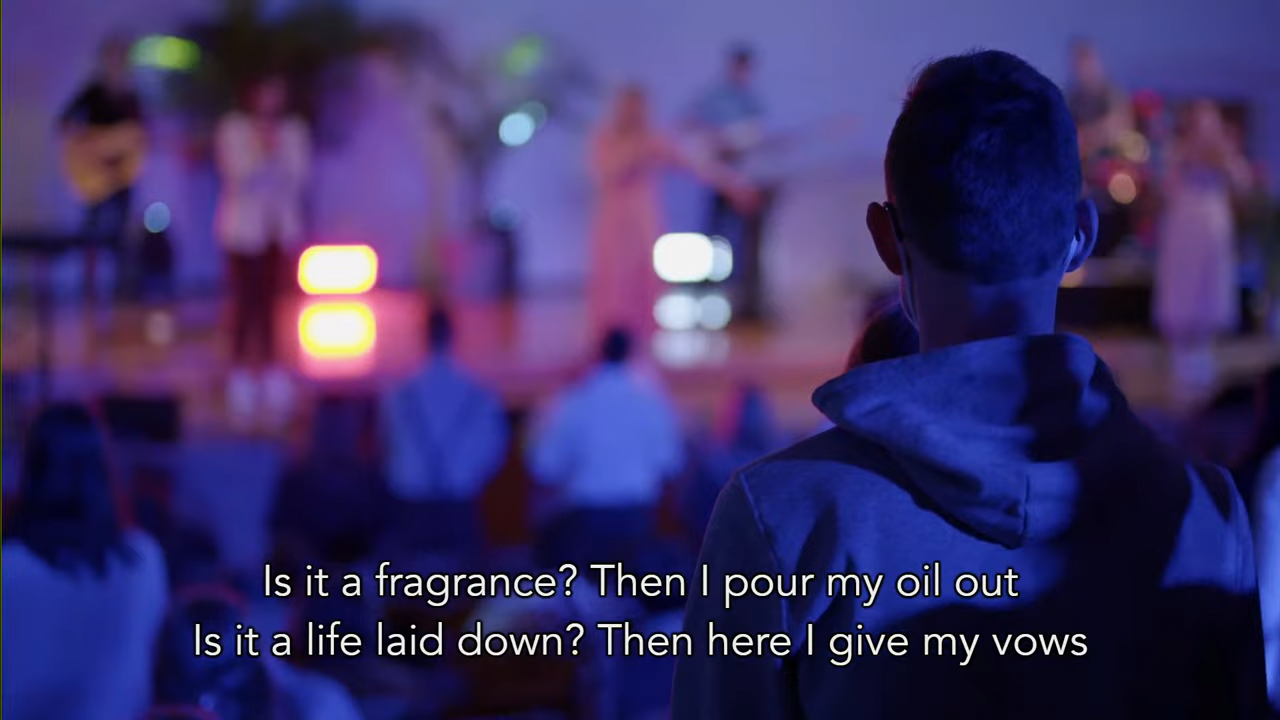 Is it a fragrance? Then I pour my oil out
Is it a life laid down? Then here I give my vows